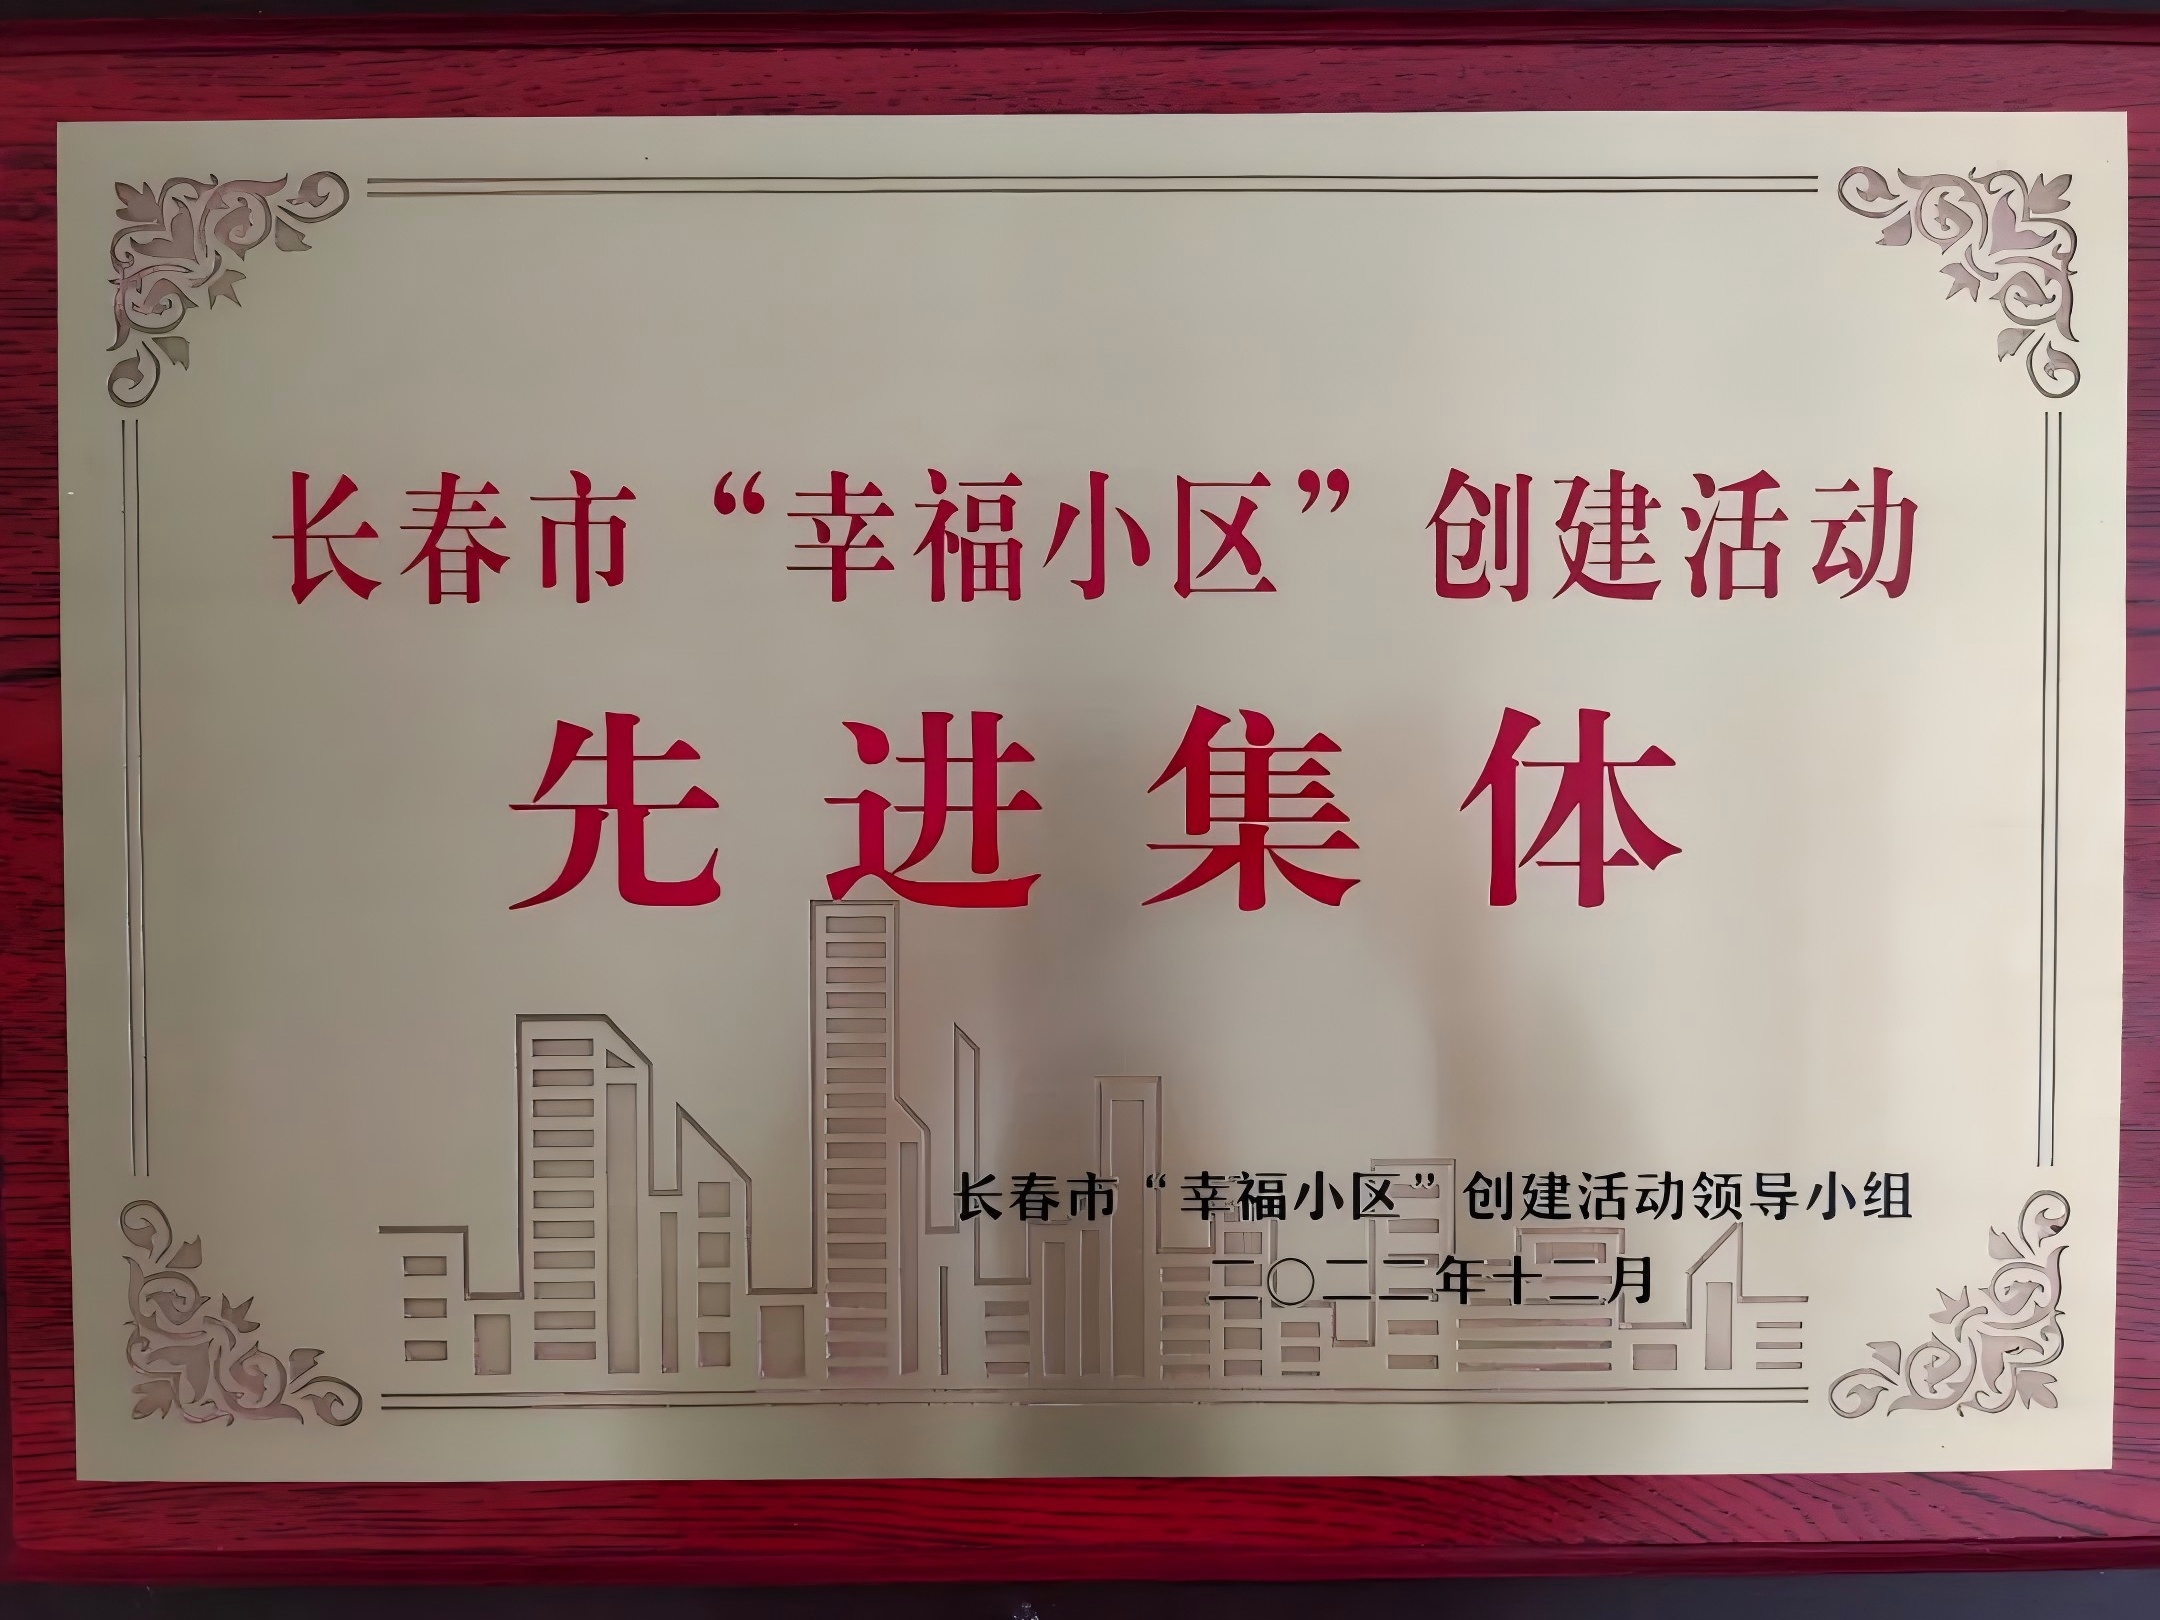 长春市“幸福小区”创建活动
先进集体
长春市“幸福小区”创建活动领导小组
二〇二二年十二月